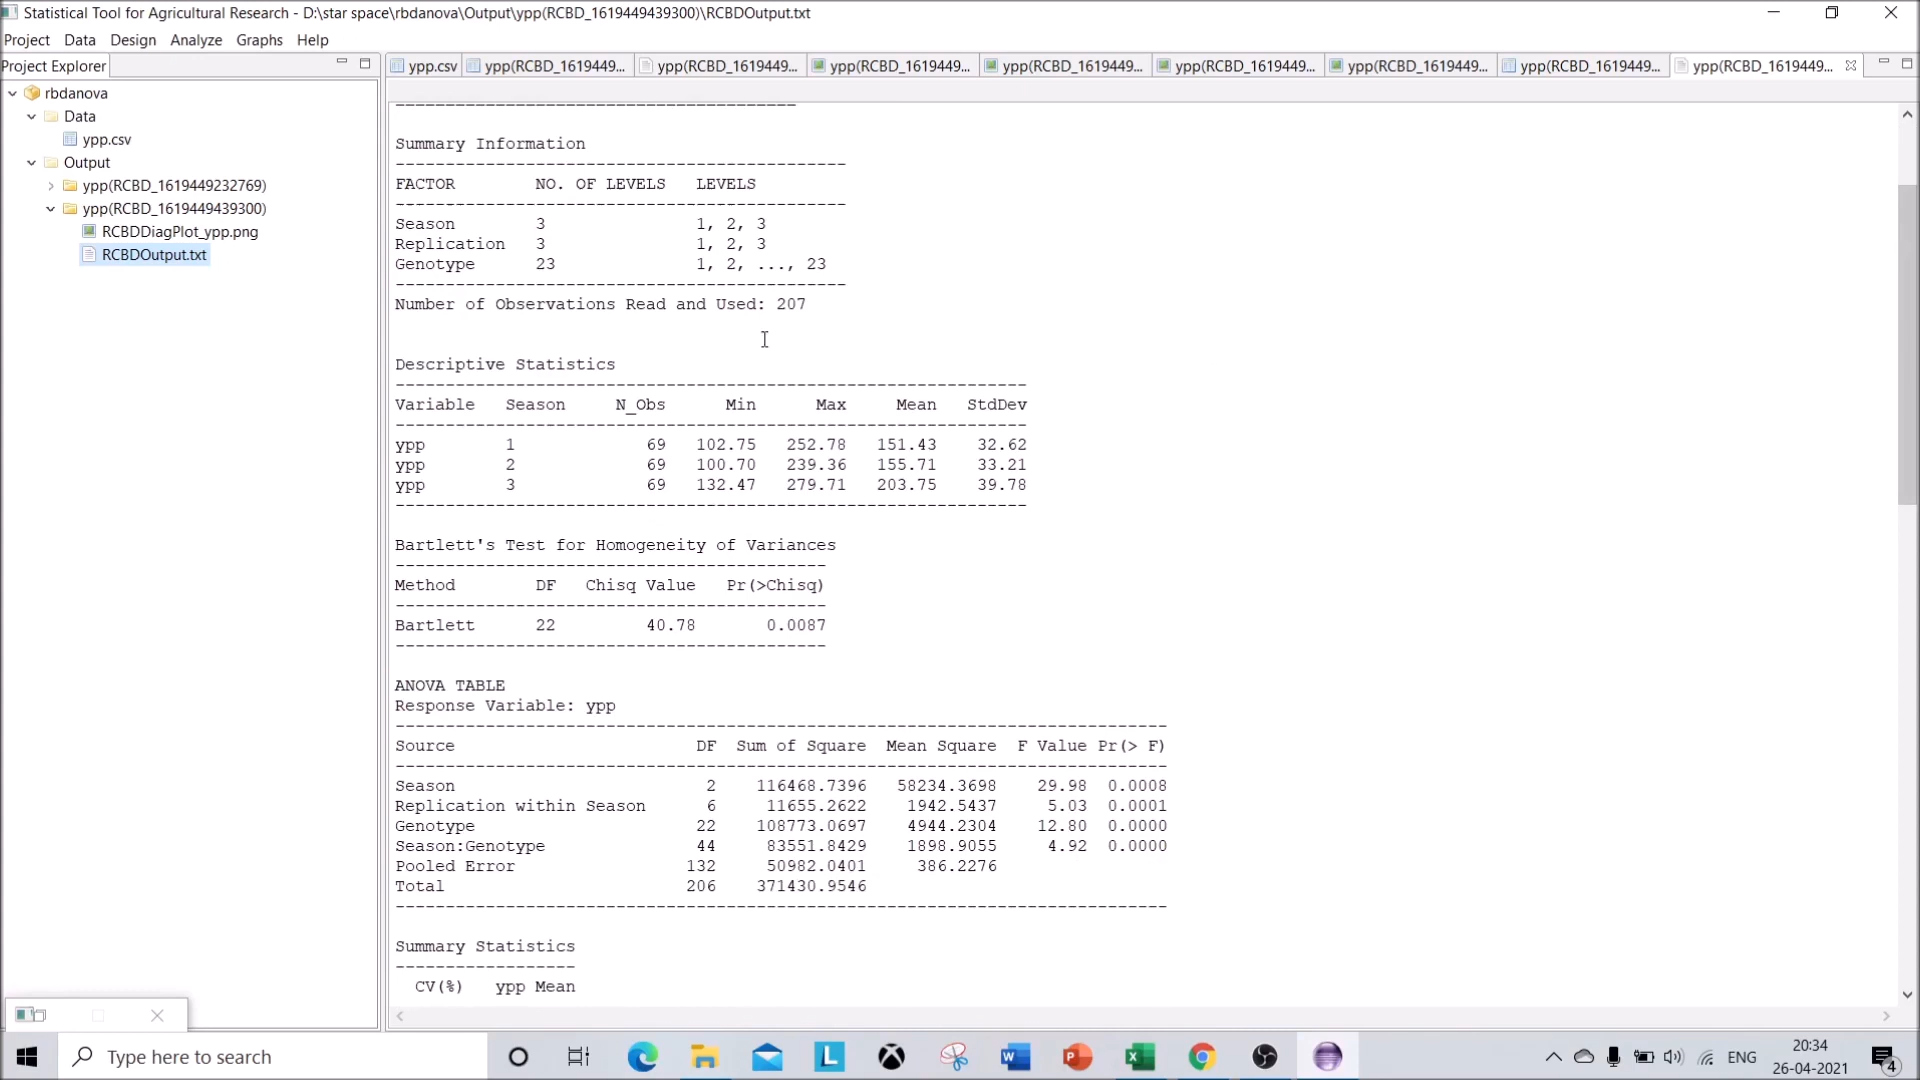 Statistical Tool for Agricultural Research - D:\star space\rbdanova\Output\ypp(RCBD_1619449439300)\RCBDOutput.txt
Project Data Design Analyze Graphs Help
Project Explorer
ypp.csv ypp(RCBD_1619449... ypp(RCBD_1619449... ypp(RCBD_1619449... ypp(RCBD_1619449... ypp(RCBD_1619449... ypp(RCBD_1619449... ypp(RCBD_1619449... ypp(RCBD_1619449...
rbdanova
Data
ypp.csv
Output
ypp(RCBD_1619449232769)
ypp(RCBD_1619449439300)
RCBDDiagPlot_ypp.png
RCBDOutput.txt
Summary Information
FACTOR NO. OF LEVELS LEVELS
Season 3 1, 2, 3
Replication 3 1, 2, 3
Genotype 23 1, 2, ..., 23
Number of Observations Read and Used: 207
Descriptive Statistics
Variable Season N_Obs Min Max Mean StdDev
ypp 1 69 102.75 252.78 151.43 32.62
ypp 2 69 100.70 239.36 155.71 33.21
ypp 3 69 132.47 279.71 203.75 39.78
Bartlett's Test for Homogeneity of Variances
Method DF Chisq Value Pr(>Chisq)
Bartlett 22 40.78 0.0087
ANOVA TABLE
Response Variable: ypp
Source DF Sum of Square Mean Square F Value Pr(> F)
Season 2 116468.7396 58234.3698 29.98 0.0008
Replication within Season 6 11655.2622 1942.5437 5.03 0.0001
Genotype 22 108773.0697 4944.2304 12.80 0.0000
Season:Genotype 44 83551.8429 1898.9055 4.92 0.0000
Pooled Error 132 50982.0401 386.2276
Total 206 371430.9546
Summary Statistics
CV(%) ypp Mean
Type here to search
ENG
20:34
26-04-2021
4